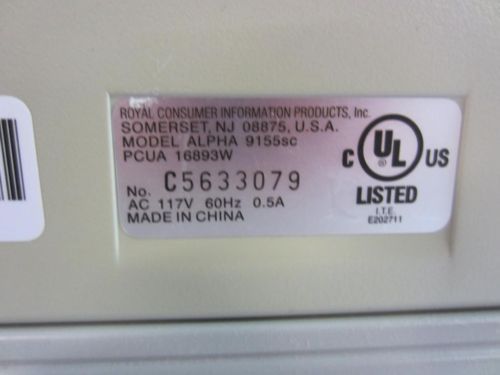 ROYAL CONSUMER INFORMATION PRODUCTS, Inc.
SOMERSET, NJ 08875, U.S.A.
MODEL ALPHA 9155sc
PCUA 16893W
No. C5633079
AC 117V 60Hz 0.5A
MADE IN CHINA
C UL US
®
LISTED
I.T.E.
E202711